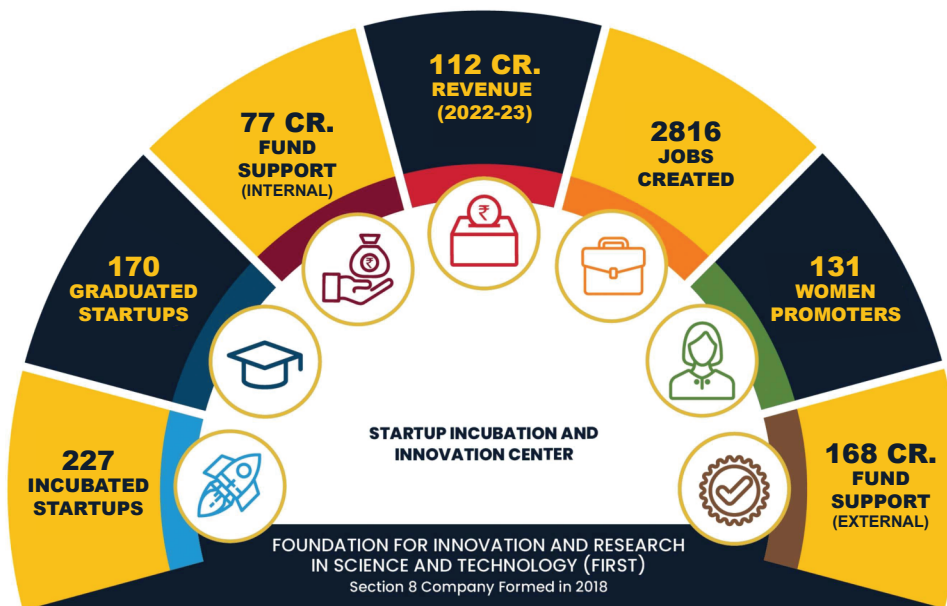 227
INCUBATED
STARTUPS
170
GRADUATED
STARTUPS
77 CR.
FUND
SUPPORT
(INTERNAL)
112 CR.
REVENUE
(2022-23)
2816
JOBS
CREATED
131
WOMEN
PROMOTERS
168 CR.
FUND
SUPPORT
(EXTERNAL)
₹
₹
STARTUP INCUBATION AND
INNOVATION CENTER
FOUNDATION FOR INNOVATION AND RESEARCH
IN SCIENCE AND TECHNOLOGY (FIRST)
Section 8 Company Formed in 2018